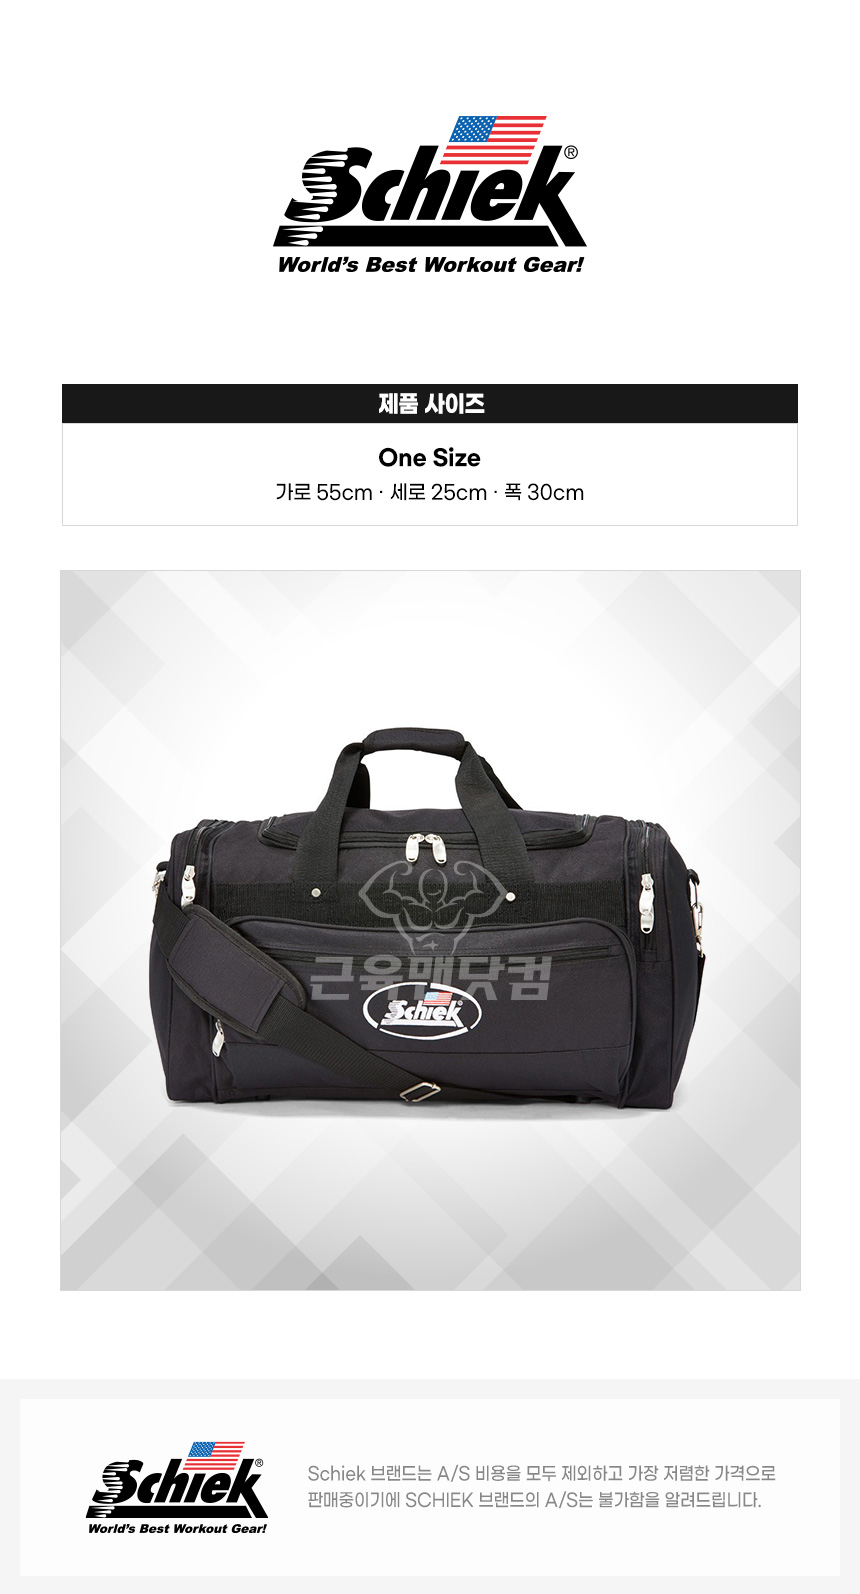 Schiek®
World's Best Workout Gear!
제품 사이즈
One Size
가로 55cm · 세로 25cm · 폭 30cm
근육맨닷컴
Schiek
Schiek®
World's Best Workout Gear!
Schiek 브랜드는 A/S 비용을 모두 제외하고 가장 저렴한 가격으로
판매중이기에 SCHIEK 브랜드의 A/S는 불가함을 알려드립니다.